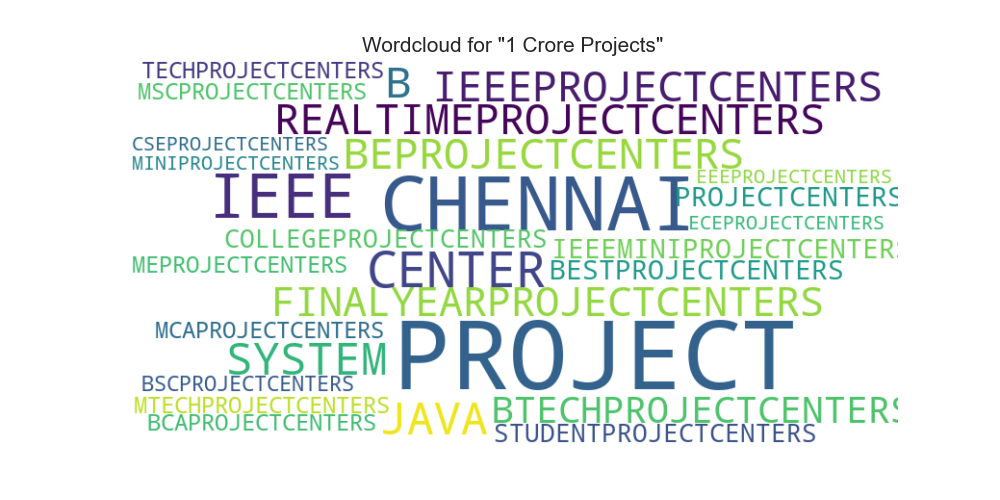 Wordcloud for "1 Crore Projects"
TECHPROJECTCENTERS
B
IEEEPROJECTCENTERS
MSCPROJECTCENTERS
REALTIMEPROJECTCENTERS
CSEPROJECTCENTERS
BEPROJECTCENTERS
MINIPROJECTCENTERS
EEEPROJECTCENTERS
IEEE
CHENNAI
PROJECTCENTERS
ECEPROJECTCENTERS
COLLEGEPROJECTCENTERS
IEEEMINIPROJECTCENTERS
MEPROJECTCENTERS
CENTER
BESTPROJECTCENTERS
FINALYEARPROJECTCENTERS
MCAPROJECTCENTERS
PROJECT
SYSTEM
BSCPROJECTCENTERS
MTECHPROJECTCENTERS
JAVA
BTECHPROJECTCENTERS
BCAPROJECTCENTERS
STUDENTPROJECTCENTERS